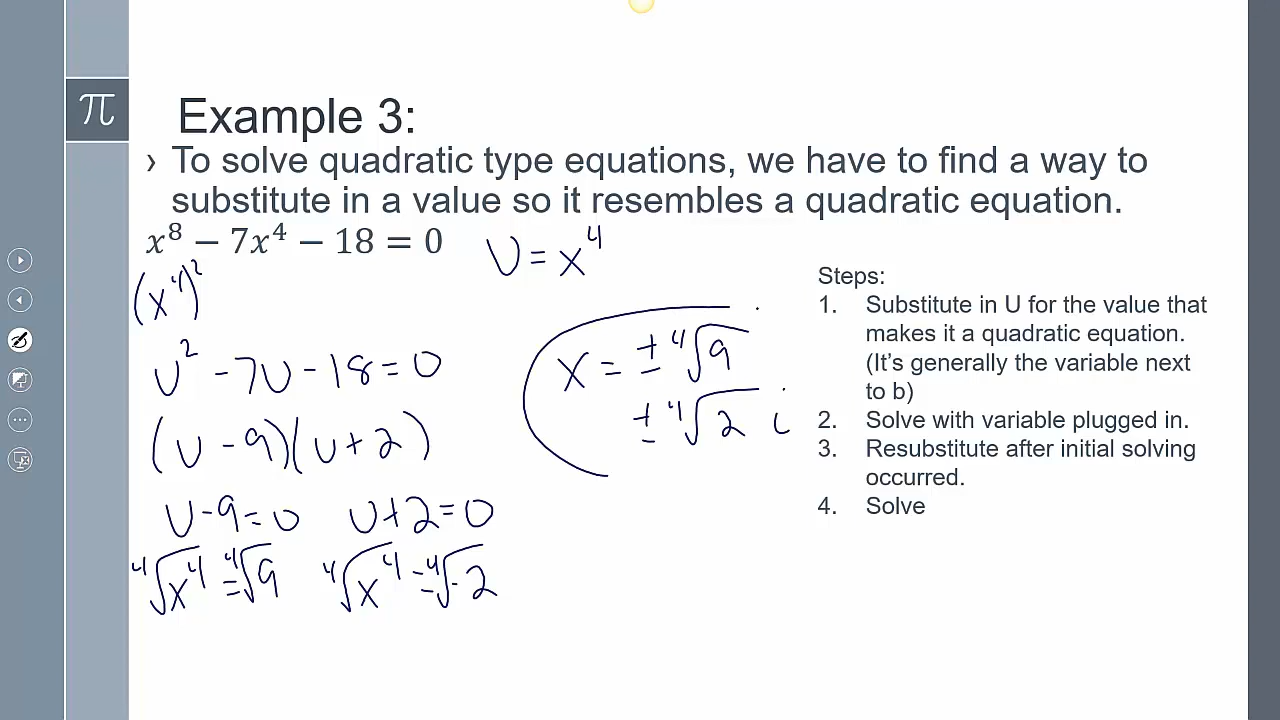 π
Example 3:
› To solve quadratic type equations, we have to find a way to
substitute in a value so it resembles a quadratic equation.
x⁸ − 7x⁴ − 18 = 0
U = x⁴
(x⁴)²
U² - 7U - 18 = 0
(U - 9)(U + 2)
U - 9 = 0 U + 2 = 0
⁴√x⁴ = ⁴√9 ⁴√x⁴ = ⁴√-2
x = ± ⁴√9
± ⁴√2 i
Steps:
1. Substitute in U for the value that
makes it a quadratic equation.
(It's generally the variable next
to b)
2. Solve with variable plugged in.
3. Resubstitute after initial solving
occurred.
4. Solve